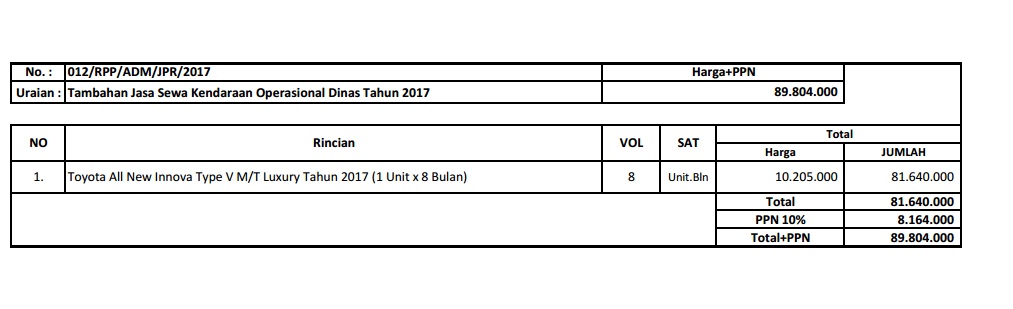 No. : 012/RPP/ADM/JPR/2017 Harga+PPN
Uraian : Tambahan Jasa Sewa Kendaraan Operasional Dinas Tahun 2017 89.804.000
NO Rincian VOL SAT Total
Harga JUMLAH
1. Toyota All New Innova Type V M/T Luxury Tahun 2017 (1 Unit x 8 Bulan) 8 Unit.Bln 10.205.000 81.640.000
Total 81.640.000
PPN 10% 8.164.000
Total+PPN 89.804.000